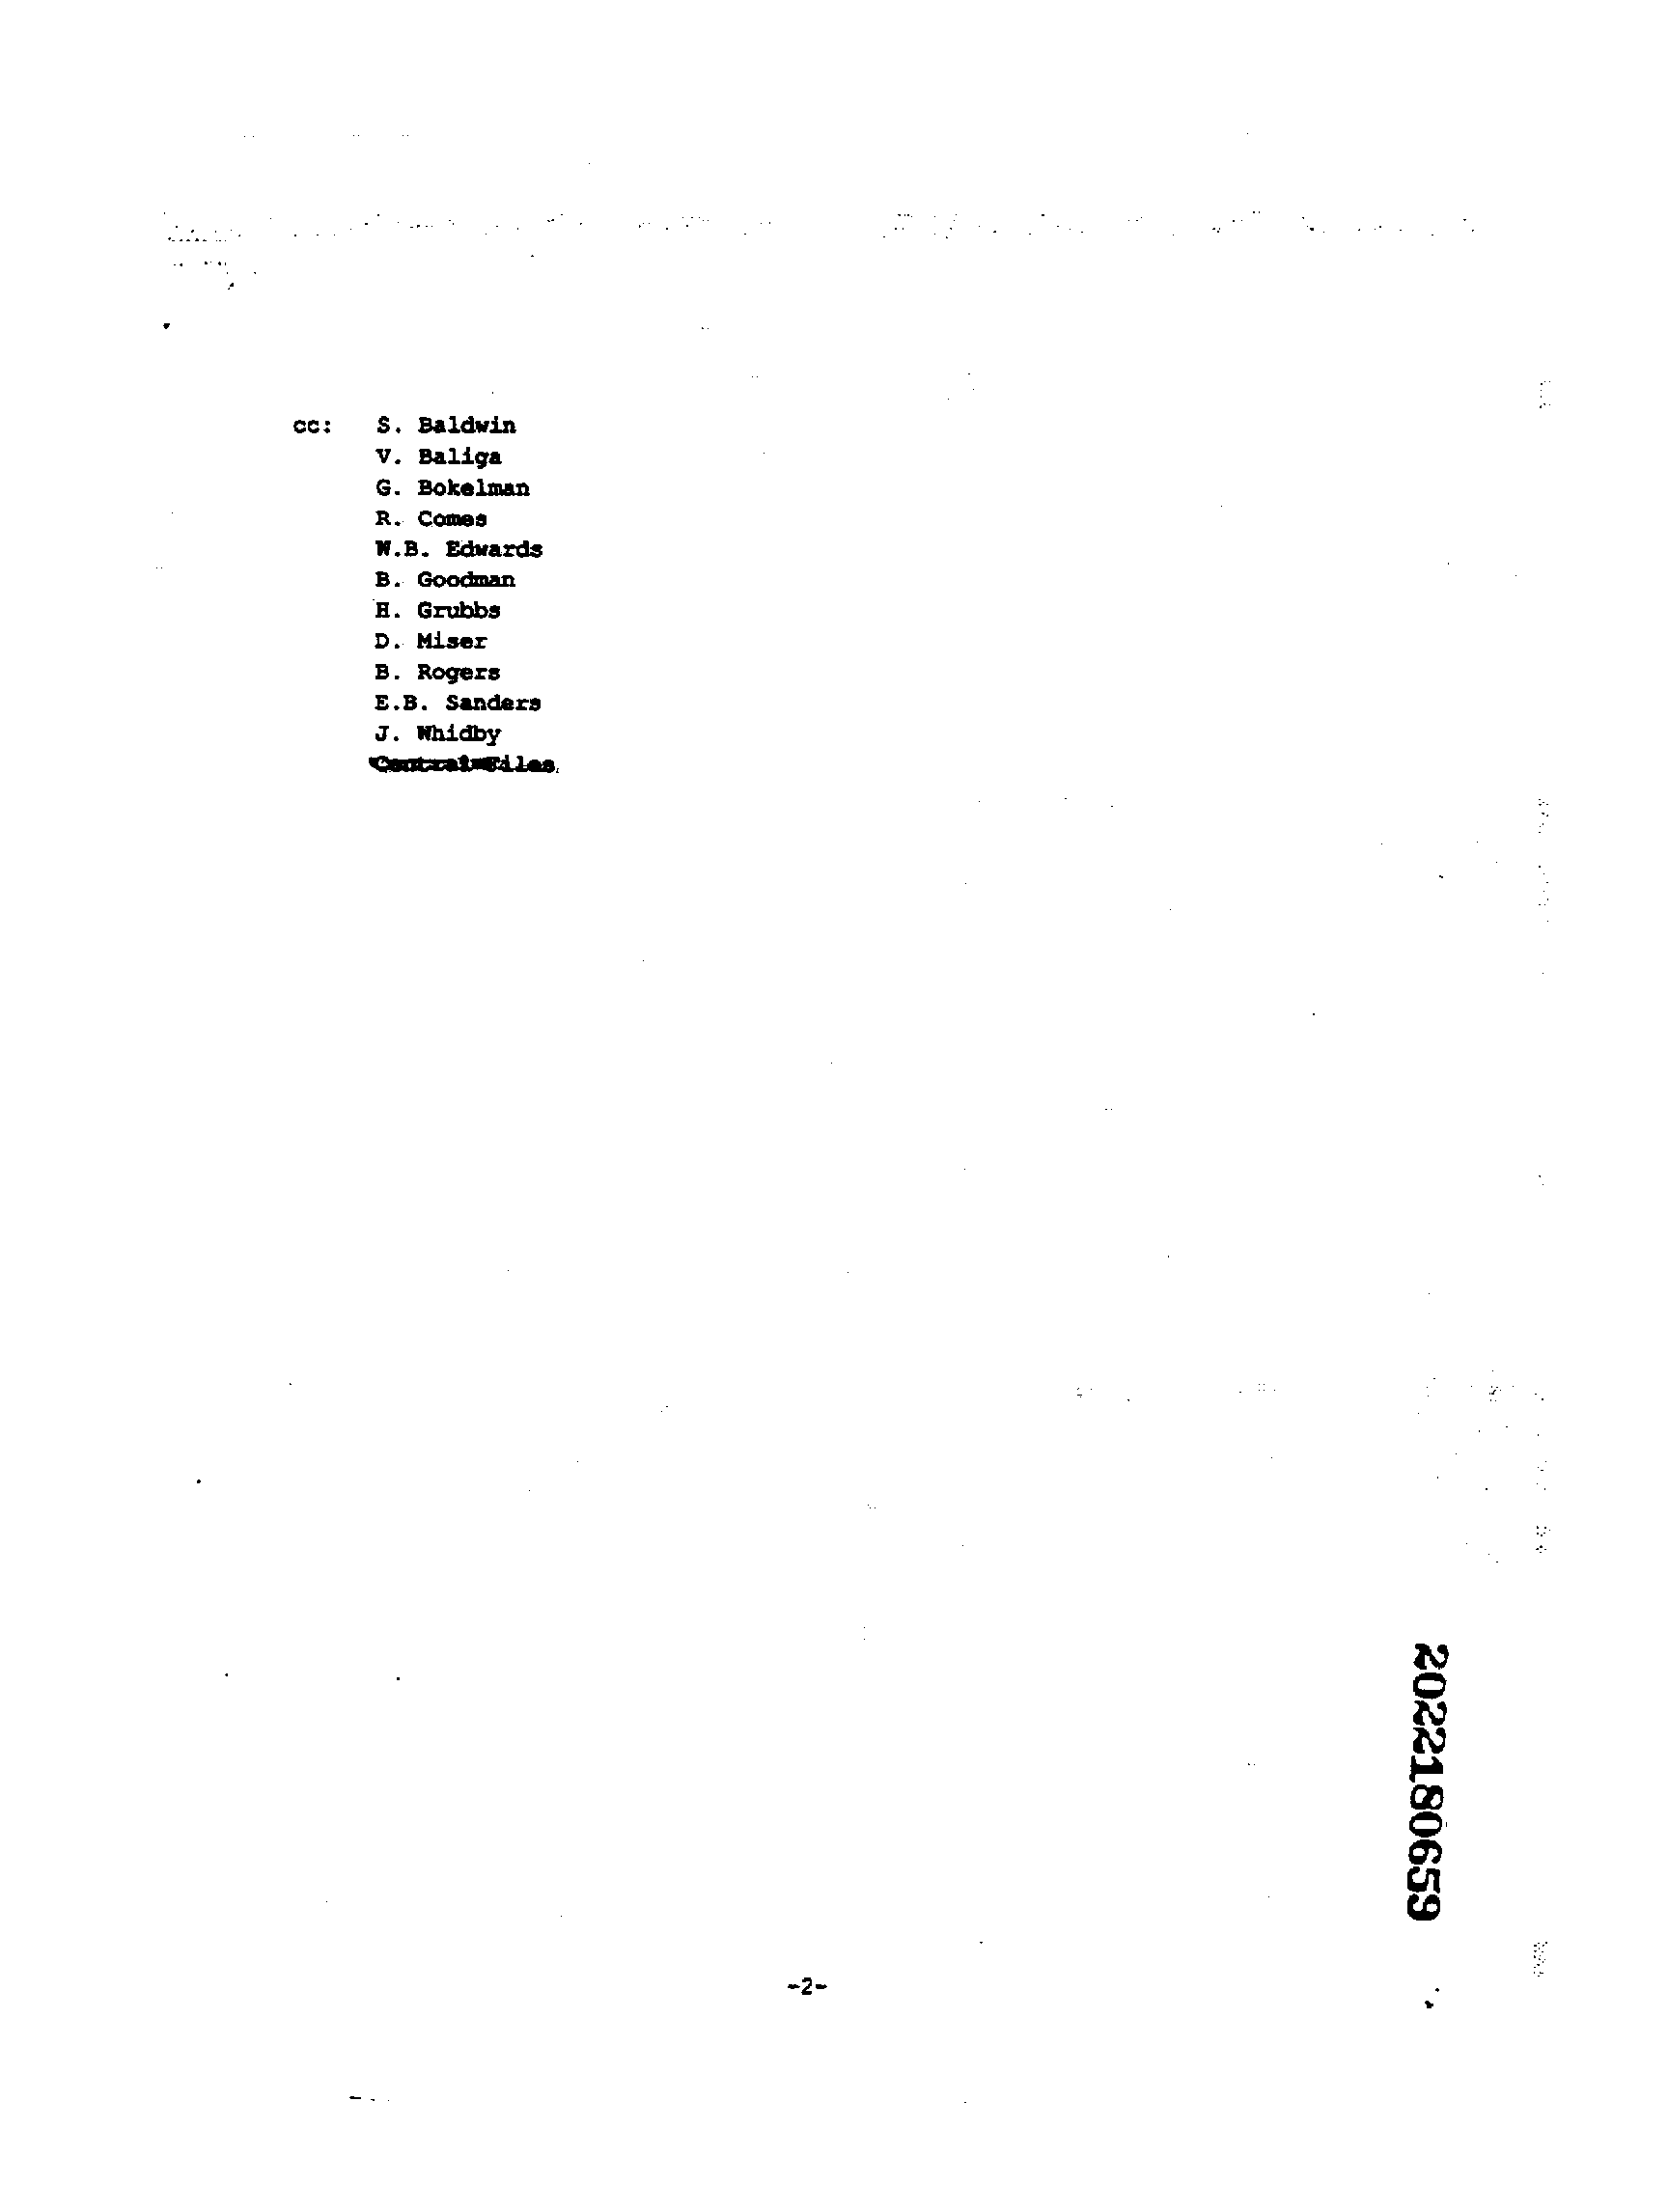 cc: S. Baldwin
V. Baliga
G. Bokelman
R. Comes
W.B. Edwards
B. Goodman
H. Grubbs
D. Miser
B. Rogers
E.B. Sanders
J. Whidby
Central Files
2022180659
-2-